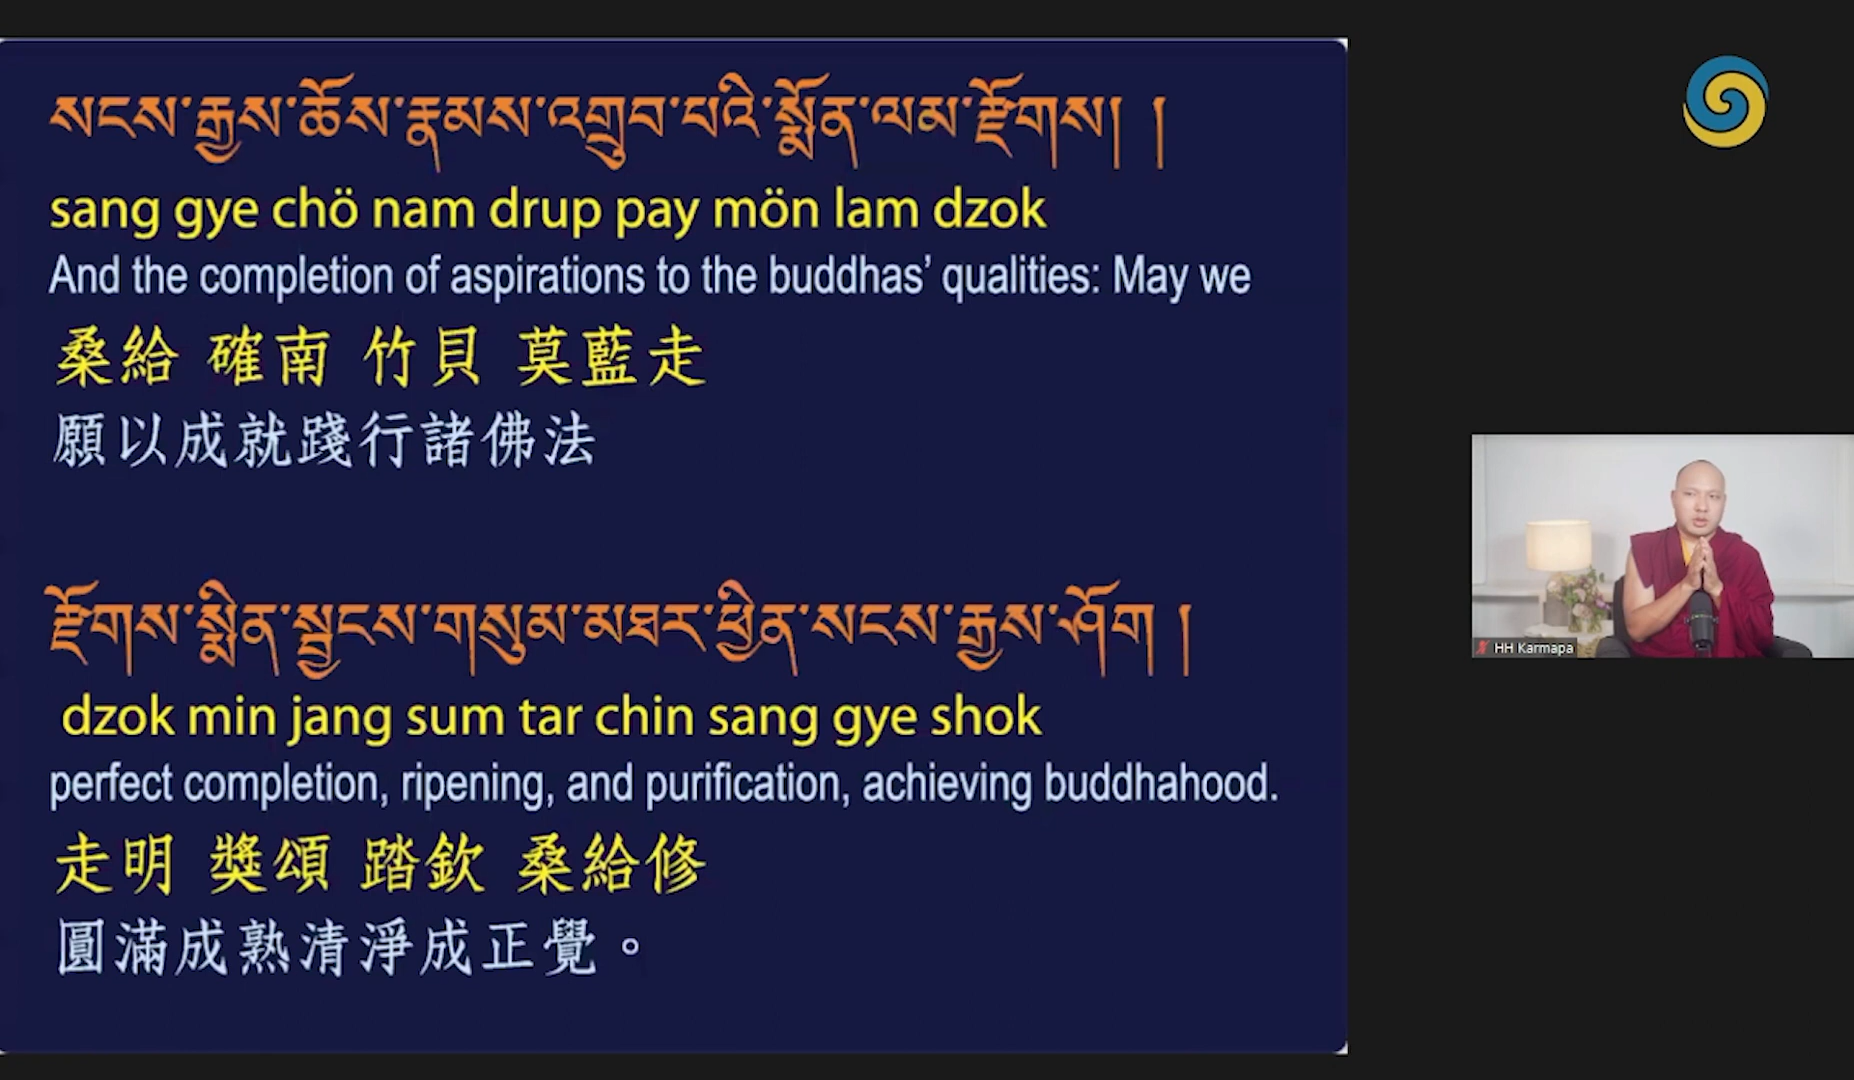 སངས་རྒྱས་ཆོས་རྣམས་འགྲུབ་པའི་སྨོན་ལམ་རྫོགས། །
sang gye chö nam drup pay mön lam dzok
And the completion of aspirations to the buddhas’ qualities: May we
桑給 確南 竹貝 莫藍走
願以成就踐行諸佛法
རྫོགས་སྨིན་སྦྱངས་གསུམ་མཐར་ཕྱིན་སངས་རྒྱས་ཤོག །
dzok min jang sum tar chin sang gye shok
perfect completion, ripening, and purification, achieving buddhahood.
走明 獎頌 踏欽 桑給修
圓滿成熟清淨成正覺。
HH Karmapa